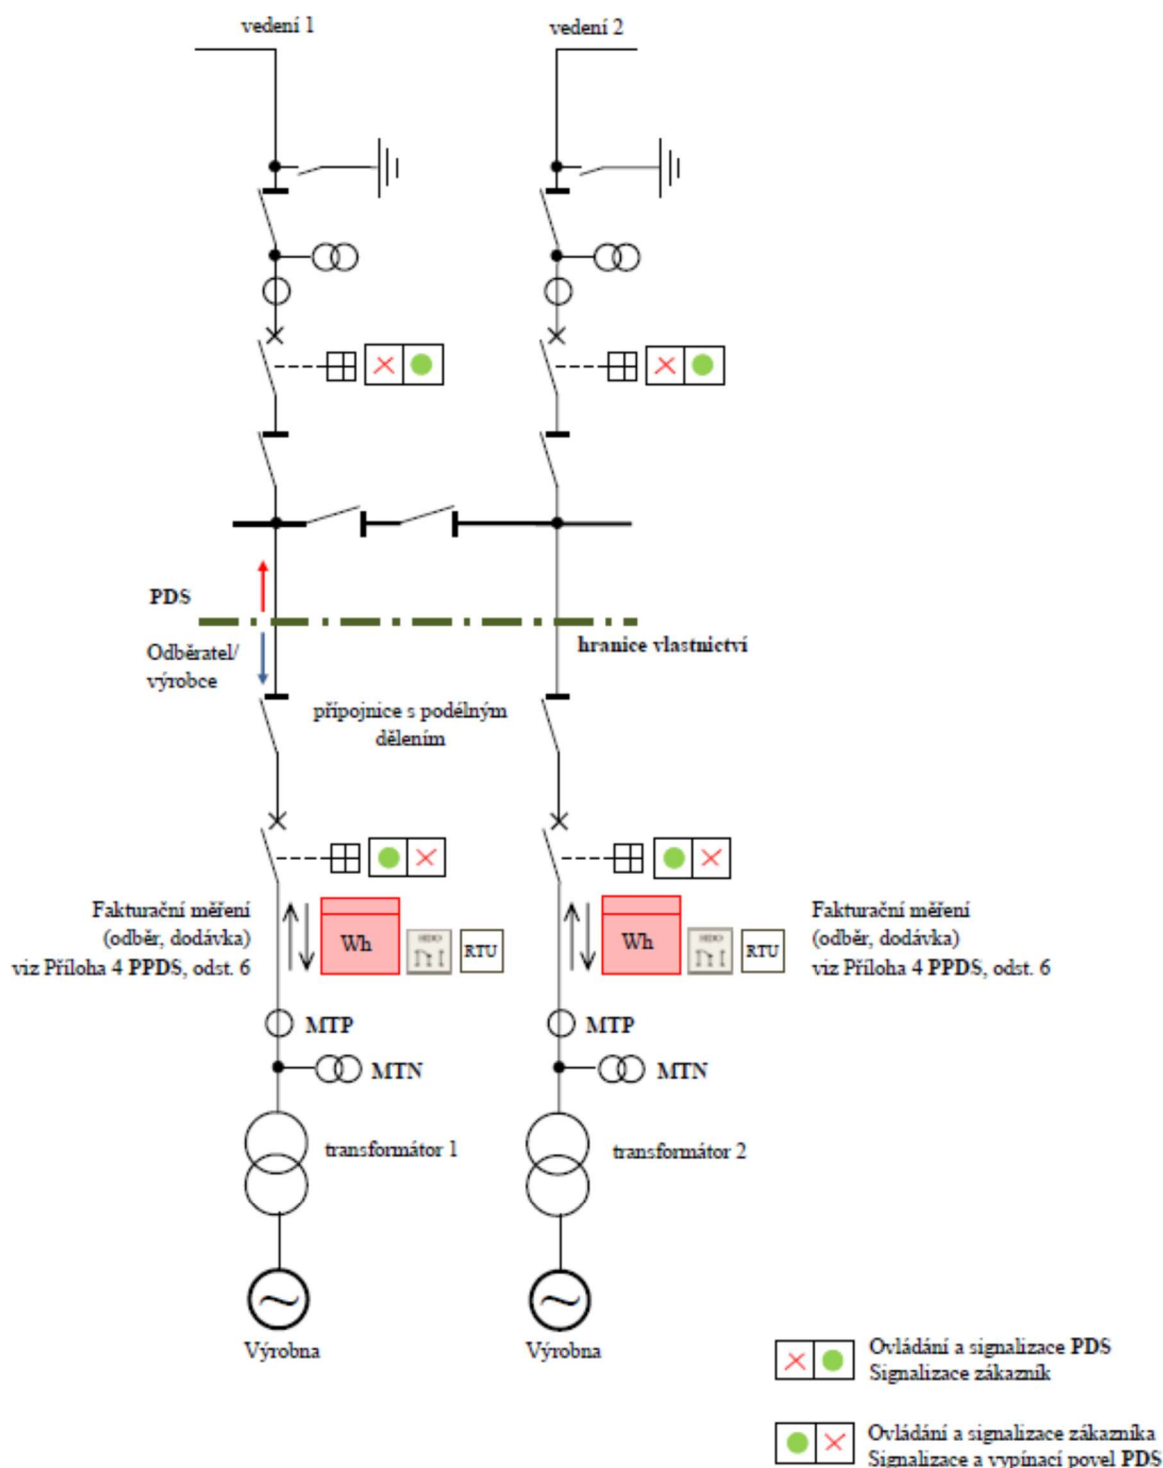 vedení 1
vedení 2
PDS
Odběratel/
výrobce
hranice vlastnictví
přípojnice s podélným
dělením
Fakturační měření
(odběr, dodávka)
viz Příloha 4 PPDS, odst. 6
Wh
HDO
RTU
Wh
HDO
RTU
Fakturační měření
(odběr, dodávka)
viz Příloha 4 PPDS, odst. 6
MTP
MTP
MTN
MTN
transformátor 1
transformátor 2
Výrobna
Výrobna
Ovládání a signalizace PDS
Signalizace zákazník
Ovládání a signalizace zákazníka
Signalizace a vypínací povel PDS